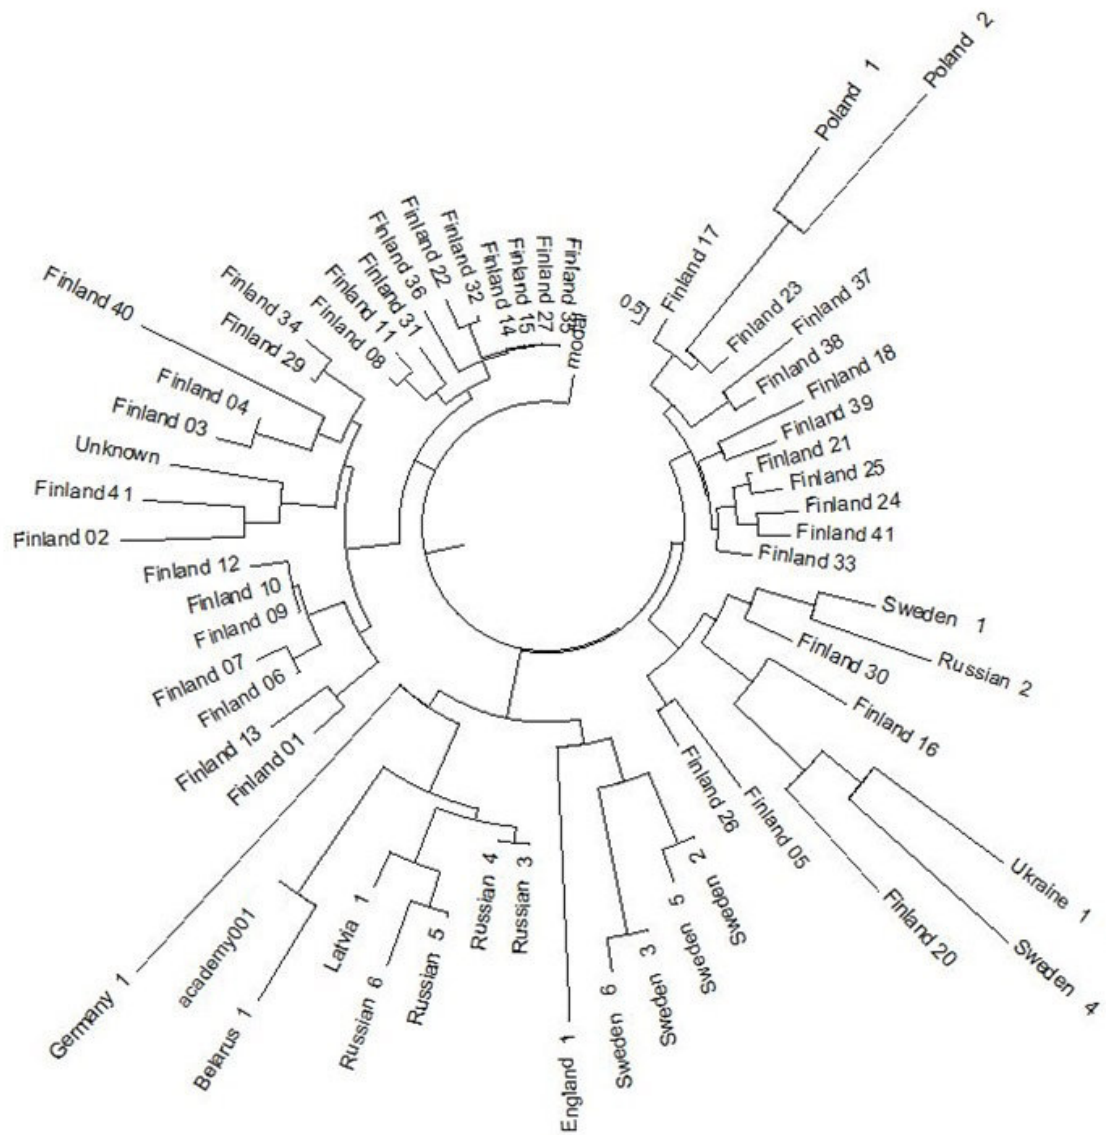 Poland 2
Poland 1
Finland 17
0.5
Finland 23
Finland 37
Finland 38
Finland 18
Finland 39
Finland 21
Finland 25
Finland 24
Finland 41
Finland 33
Sweden 1
Russian 2
Finland 30
Finland 16
Ukraine 1
Sweden 4
Finland 20
Finland 05
Finland 26
Sweden 2
Sweden 5
Sweden 3
Sweden 6
England 1
Russian 3
Russian 4
Russian 5
Russian 6
Latvia 1
Belarus 1
academy001
Germany 1
Finland 01
Finland 13
Finland 06
Finland 07
Finland 09
Finland 10
Finland 12
Finland 02
Finland 41
Unknown
Finland 03
Finland 04
Finland 40
Finland 29
Finland 34
Finland 08
Finland 11
Finland 31
Finland 36
Finland 22
Finland 32
Finland 14
Finland 15
Finland 27
Finland
modal